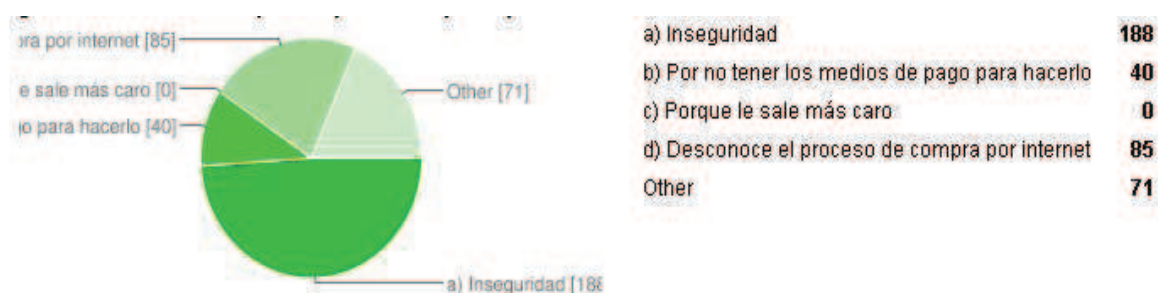 ora por internet [85]
e sale más caro [0]
jo para hacerlo [40]
Other [71]
a) Inseguridad [188
a) Inseguridad 188
b) Por no tener los medios de pago para hacerlo 40
c) Porque le sale más caro 0
d) Desconoce el proceso de compra por internet 85
Other 71